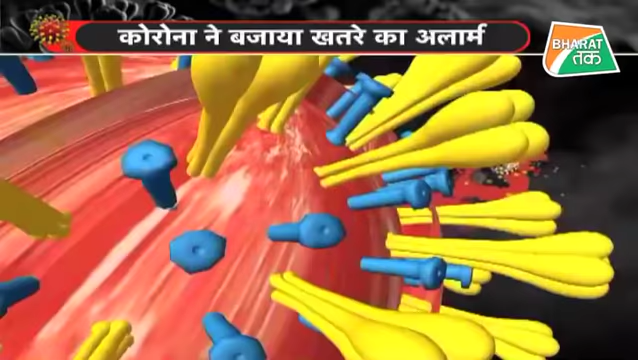 कोरोना ने बजाया खतरे का अलार्म
BHARAT
तक